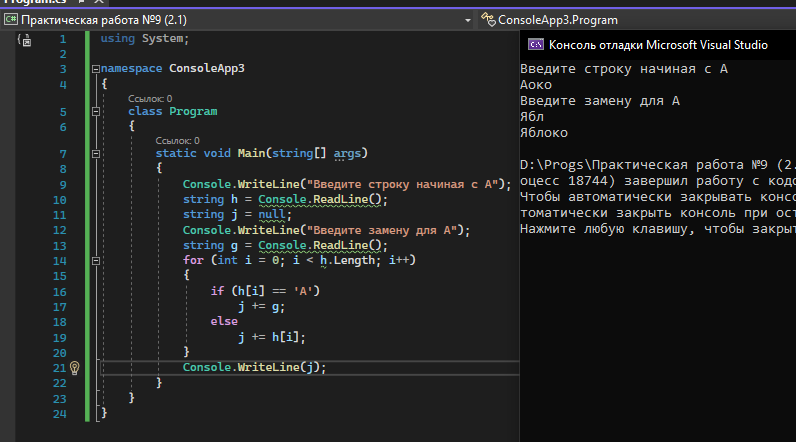 Program.cs
C# Практическая работа №9 (2.1)
ConsoleApp3.Program
1 using System;
2
3 namespace ConsoleApp3
4 {
Ссылок: 0
5 class Program
6 {
Ссылок: 0
7 static void Main(string[] args)
8 {
9 Console.WriteLine("Введите строку начиная с А");
10 string h = Console.ReadLine();
11 string j = null;
12 Console.WriteLine("Введите замену для А");
13 string g = Console.ReadLine();
14 for (int i = 0; i < h.Length; i++)
15 {
16 if (h[i] == 'А')
17 j += g;
18 else
19 j += h[i];
20 }
21 Console.WriteLine(j);
22 }
23 }
24 }
Консоль отладки Microsoft Visual Studio
Введите строку начиная с А
Аоко
Введите замену для А
Ябл
Яблоко
D:\Progs\Практическая работа №9 (2.
оцесс 18744) завершил работу с кодо
Чтобы автоматически закрывать консо
томатически закрыть консоль при ост
Нажмите любую клавишу, чтобы закрыт